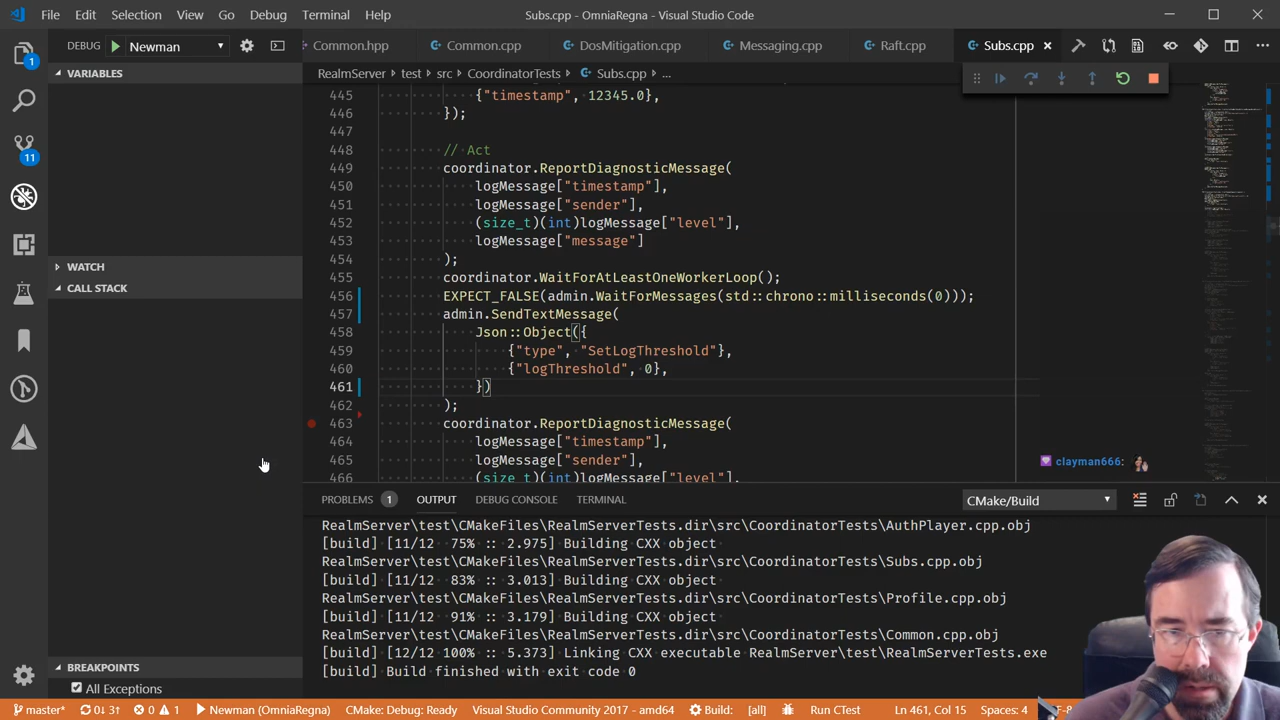 File Edit Selection View Go Debug Terminal Help
Subs.cpp - OmniaRegna - Visual Studio Code
DEBUG Newman
Common.hpp Common.cpp DosMitigation.cpp Messaging.cpp Raft.cpp Subs.cpp
VARIABLES
RealmServer › test › src › CoordinatorTests › Subs.cpp › ...
1
11
WATCH
CALL STACK
445 {"timestamp", 12345.0},
446 });
447
448 // Act
449 coordinator.ReportDiagnosticMessage(
450 logMessage["timestamp"],
451 logMessage["sender"],
452 (size_t)(int)logMessage["level"],
453 logMessage["message"]
454 );
455 coordinator.WaitForAtLeastOneWorkerLoop();
456 EXPECT_FALSE(admin.WaitForMessages(std::chrono::milliseconds(0)));
457 admin.SendTextMessage(
458 Json::Object({
459 {"type", "SetLogThreshold"},
460 {"logThreshold", 0},
461 })
462 );
463 coordinator.ReportDiagnosticMessage(
464 logMessage["timestamp"],
465 logMessage["sender"],
466 (size_t)(int)logMessage["level"],
clayman666:
PROBLEMS 1 OUTPUT DEBUG CONSOLE TERMINAL
CMake/Build
RealmServer\test\CMakeFiles\RealmServerTests.dir\src\CoordinatorTests\AuthPlayer.cpp.obj
[build] [11/12 75% :: 2.975] Building CXX object
RealmServer\test\CMakeFiles\RealmServerTests.dir\src\CoordinatorTests\Subs.cpp.obj
[build] [11/12 83% :: 3.013] Building CXX object
RealmServer\test\CMakeFiles\RealmServerTests.dir\src\CoordinatorTests\Profile.cpp.obj
[build] [11/12 91% :: 3.179] Building CXX object
RealmServer\test\CMakeFiles\RealmServerTests.dir\src\CoordinatorTests\Common.cpp.obj
[build] [12/12 100% :: 5.373] Linking CXX executable RealmServer\test\RealmServerTests.exe
[build] Build finished with exit code 0
BREAKPOINTS
All Exceptions
master* 0↓ 3↑ 0 1 Newman (OmniaRegna) CMake: Debug: Ready Visual Studio Community 2017 - amd64 Build: [all] Run CTest Ln 461, Col 15 Spaces: 4